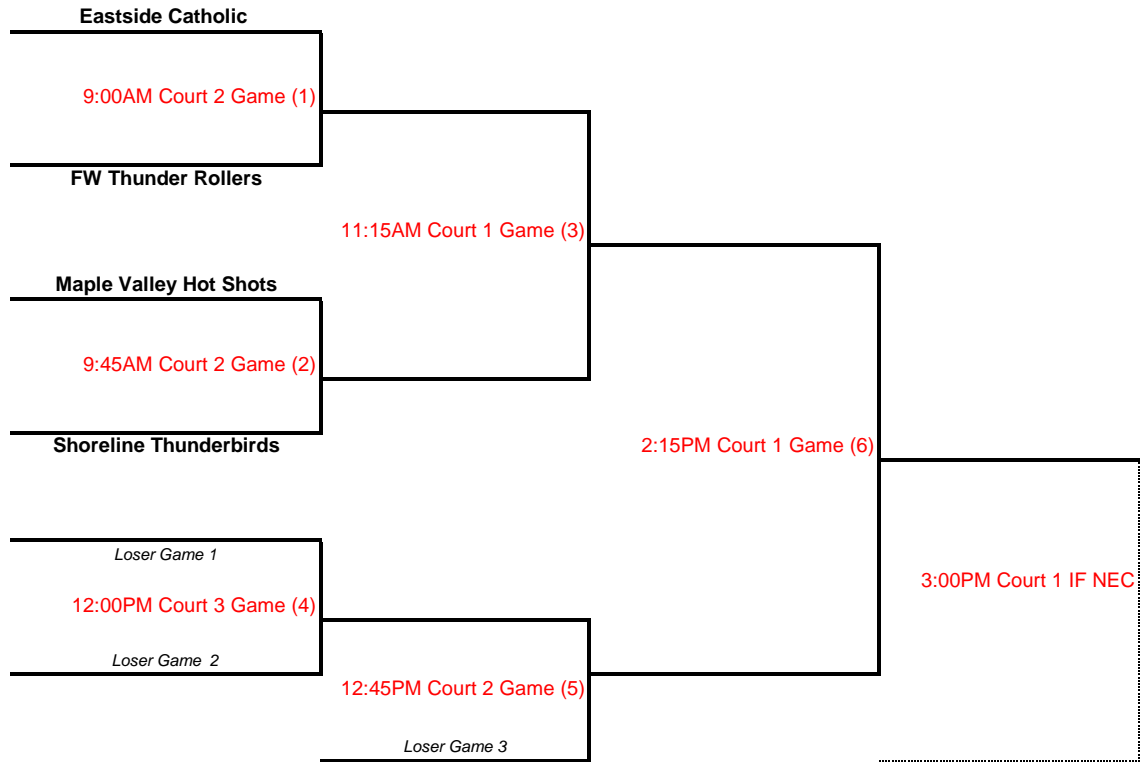 Eastside Catholic
9:00AM Court 2 Game (1)
FW Thunder Rollers
11:15AM Court 1 Game (3)
Maple Valley Hot Shots
9:45AM Court 2 Game (2)
Shoreline Thunderbirds
2:15PM Court 1 Game (6)
Loser Game 1
3:00PM Court 1 IF NEC
12:00PM Court 3 Game (4)
Loser Game 2
12:45PM Court 2 Game (5)
Loser Game 3